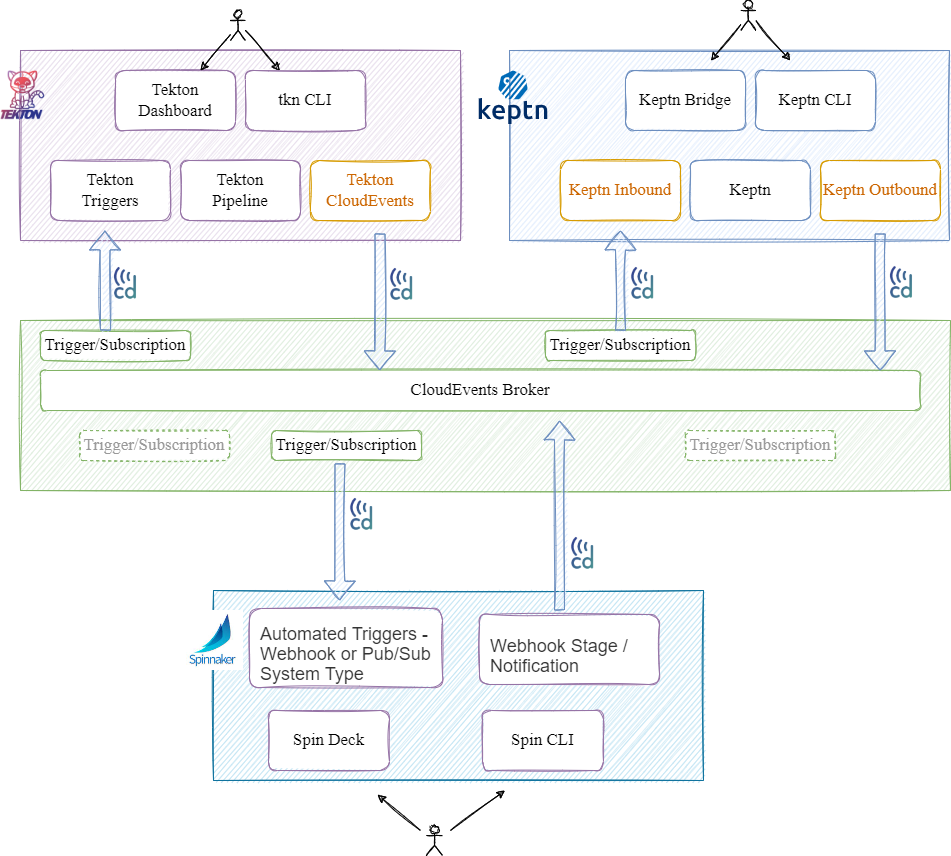 Tekton
Dashboard
tkn CLI
TEKTON
Tekton
Triggers
Tekton
Pipeline
Tekton
CloudEvents
keptn
Keptn Bridge
Keptn CLI
Keptn Inbound
Keptn
Keptn Outbound
cd
cd
cd
cd
Trigger/Subscription
Trigger/Subscription
CloudEvents Broker
Trigger/Subscription
Trigger/Subscription
Trigger/Subscription
cd
cd
Spinnaker
Automated Triggers -
Webhook or Pub/Sub
System Type
Webhook Stage /
Notification
Spin Deck
Spin CLI